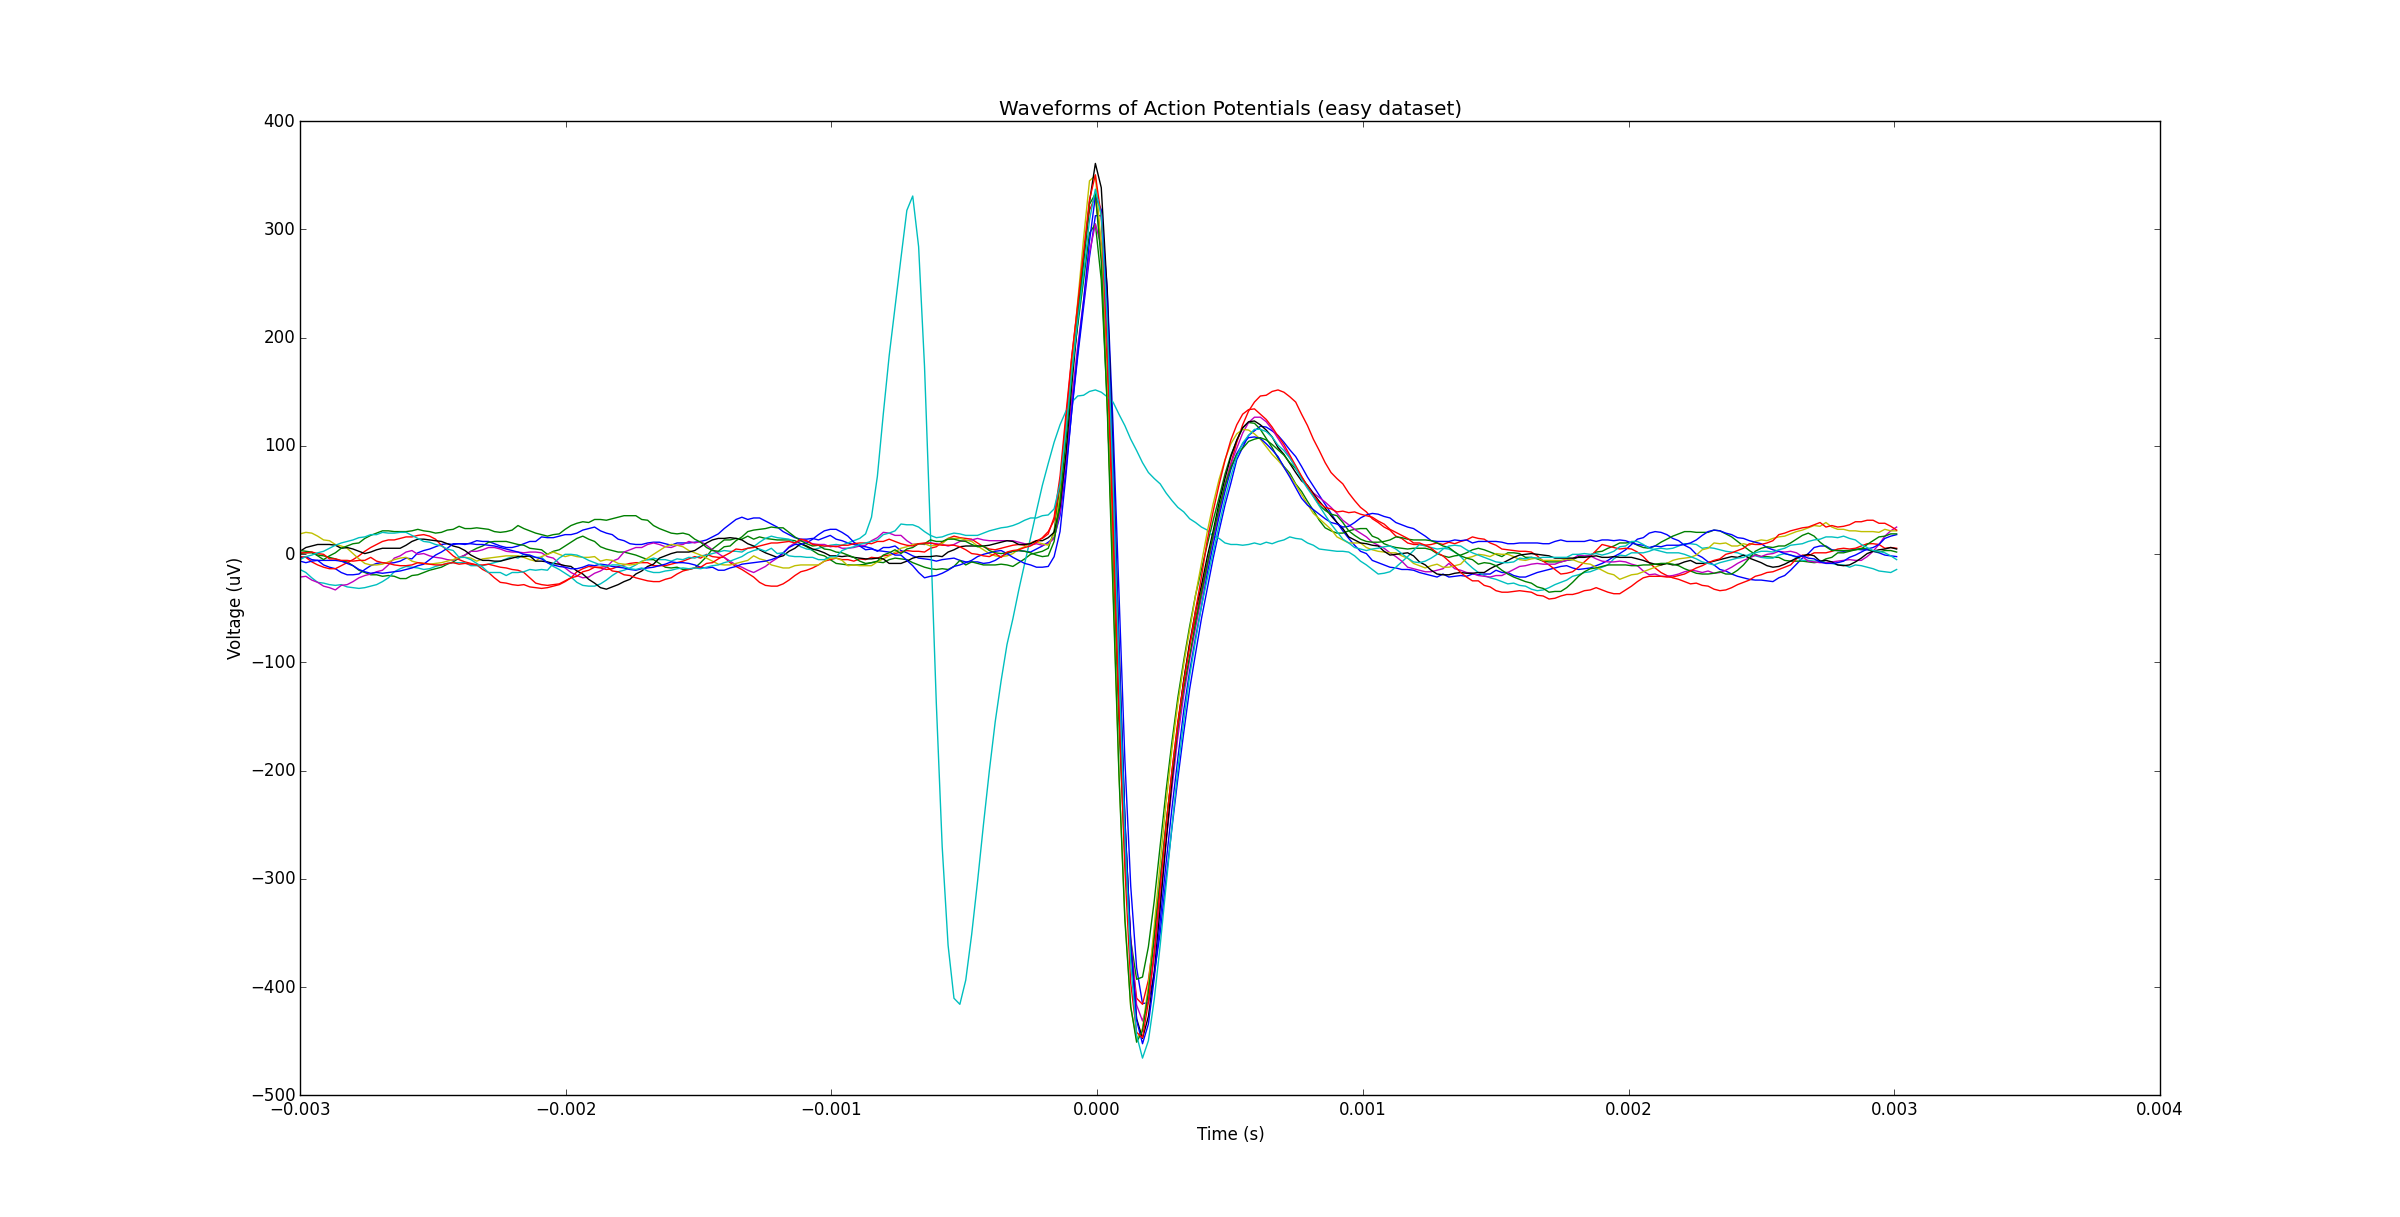 Waveforms of Action Potentials (easy dataset)
400
300
200
100
0
−100
−200
−300
−400
−500
Voltage (uV)
−0.003 −0.002 −0.001 0.000 0.001 0.002 0.003 0.004
Time (s)